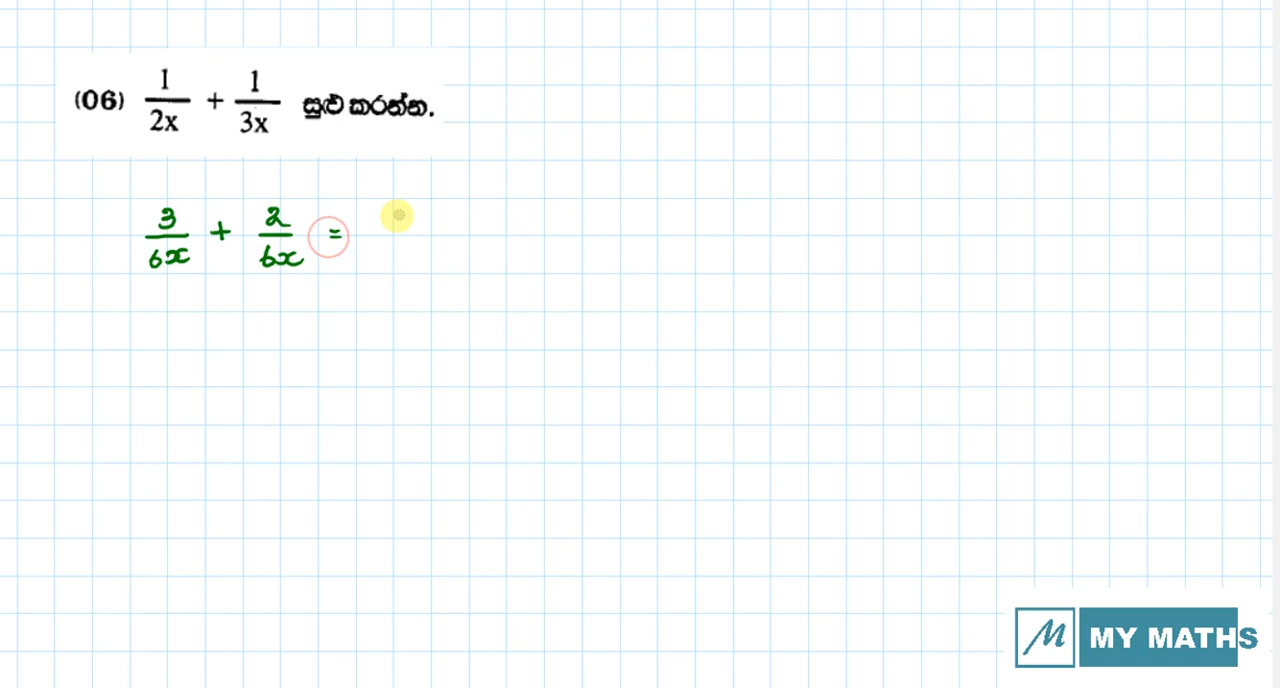 (06) 1/2x + 1/3x සුළු කරන්න.
3/6x + 2/6x =
M MY MATHS